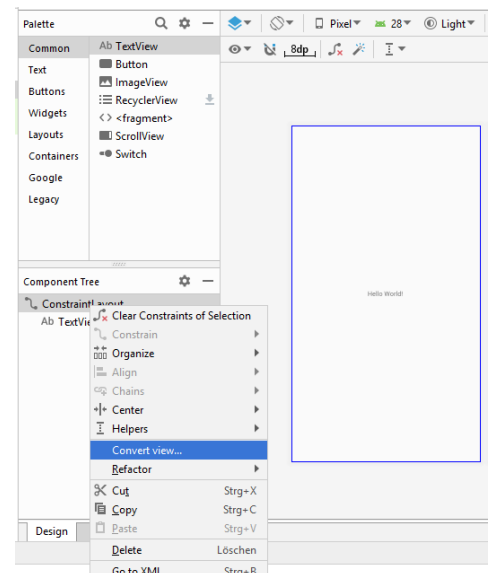 Palette
Pixel 28 Light
Common
Text
Buttons
Widgets
Layouts
Containers
Google
Legacy
Ab TextView
Button
ImageView
RecyclerView
<> <fragment>
ScrollView
Switch
8dp
Hello World!
Component Tree
ConstraintLayout
Ab TextVie
Clear Constraints of Selection
Constrain
Organize
Align
Chains
Center
Helpers
Convert view...
Refactor
Cut Strg+X
Copy Strg+C
Paste Strg+V
Delete Löschen
Go to XML Strg+B
Design